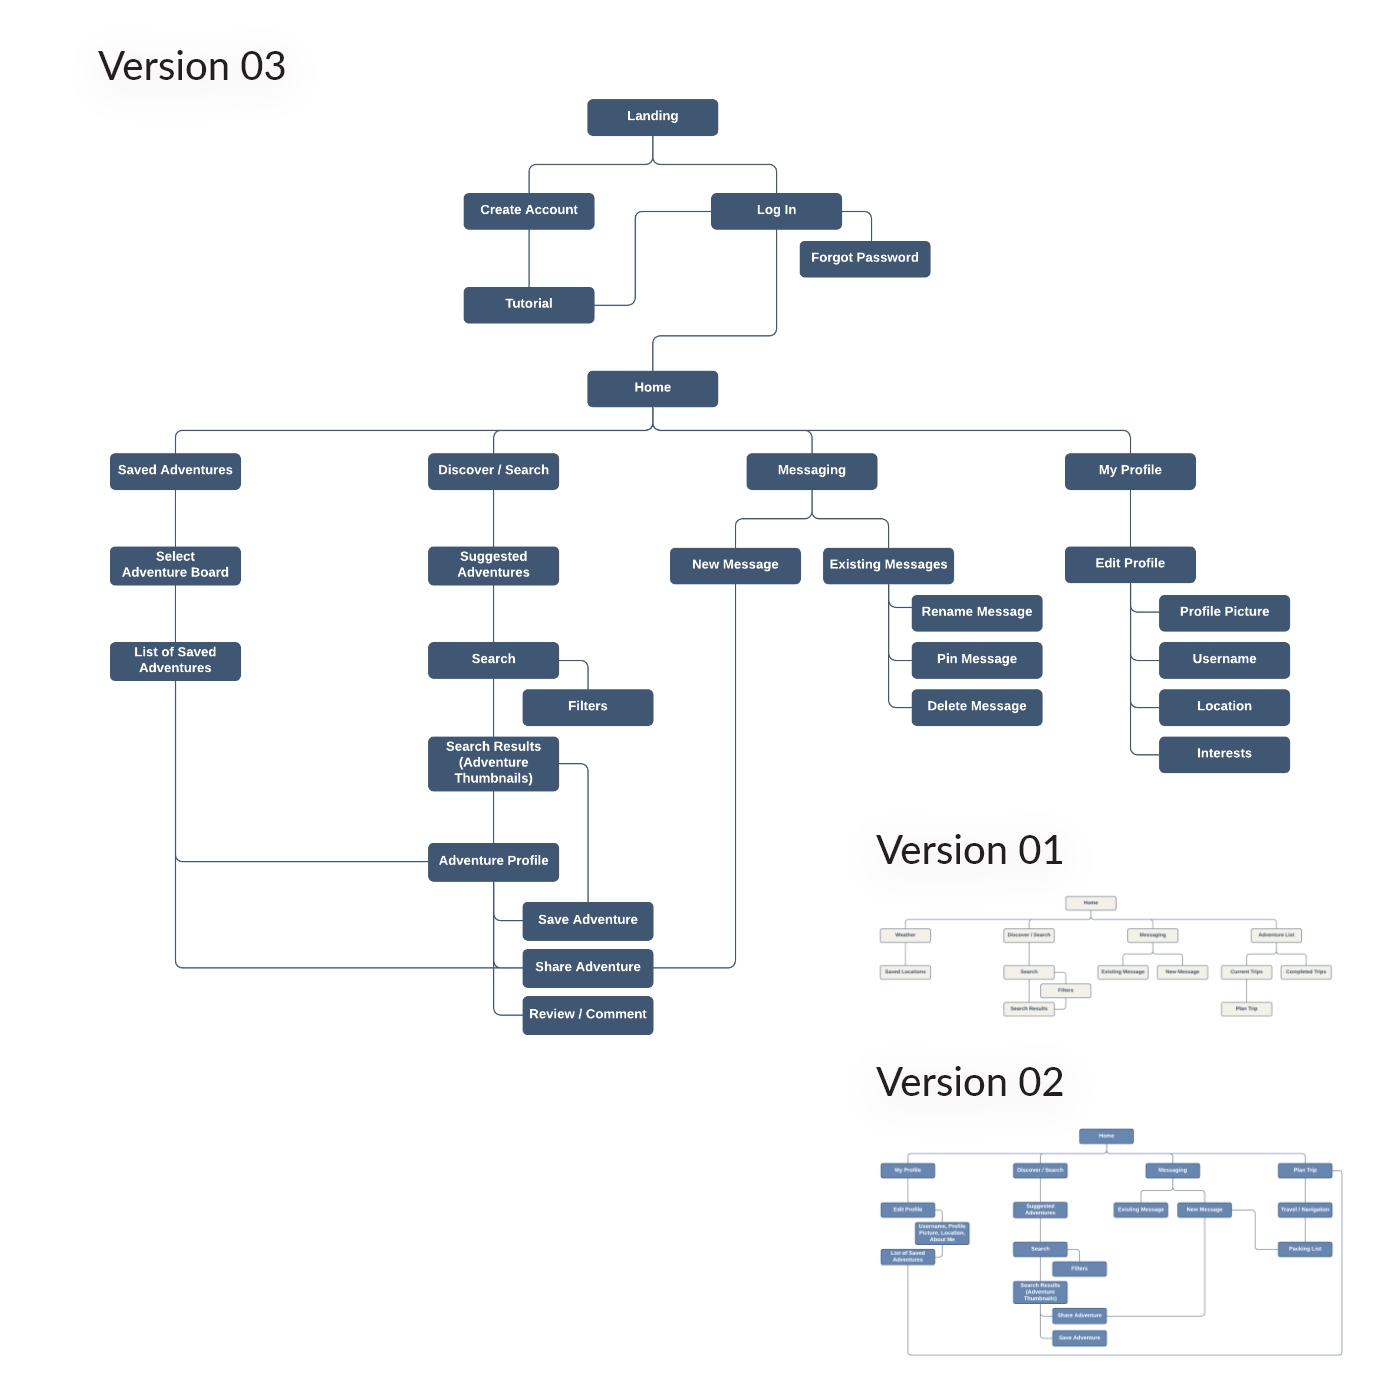 Version 03
Landing
Create Account
Log In
Forgot Password
Tutorial
Home
Saved Adventures
Discover / Search
Messaging
My Profile
Select
Adventure Board
Suggested
Adventures
New Message
Existing Messages
Edit Profile
Rename Message
Profile Picture
List of Saved
Adventures
Search
Pin Message
Username
Filters
Delete Message
Location
Search Results
(Adventure
Thumbnails)
Interests
Adventure Profile
Save Adventure
Share Adventure
Review / Comment
Version 01
Home
Weather
Discover / Search
Messaging
Adventure List
Saved Locations
Search
Existing Message
New Message
Current Trips
Completed Trips
Filters
Search Results
Plan Trip
Version 02
Home
My Profile
Discover / Search
Messaging
Plan Trip
Edit Profile
Suggested
Adventures
Existing Message
New Message
Travel / Navigation
Username, Profile
Picture, Location,
About Me
List of Saved
Adventures
Search
Packing List
Filters
Search Results
(Adventure
Thumbnails)
Share Adventure
Save Adventure